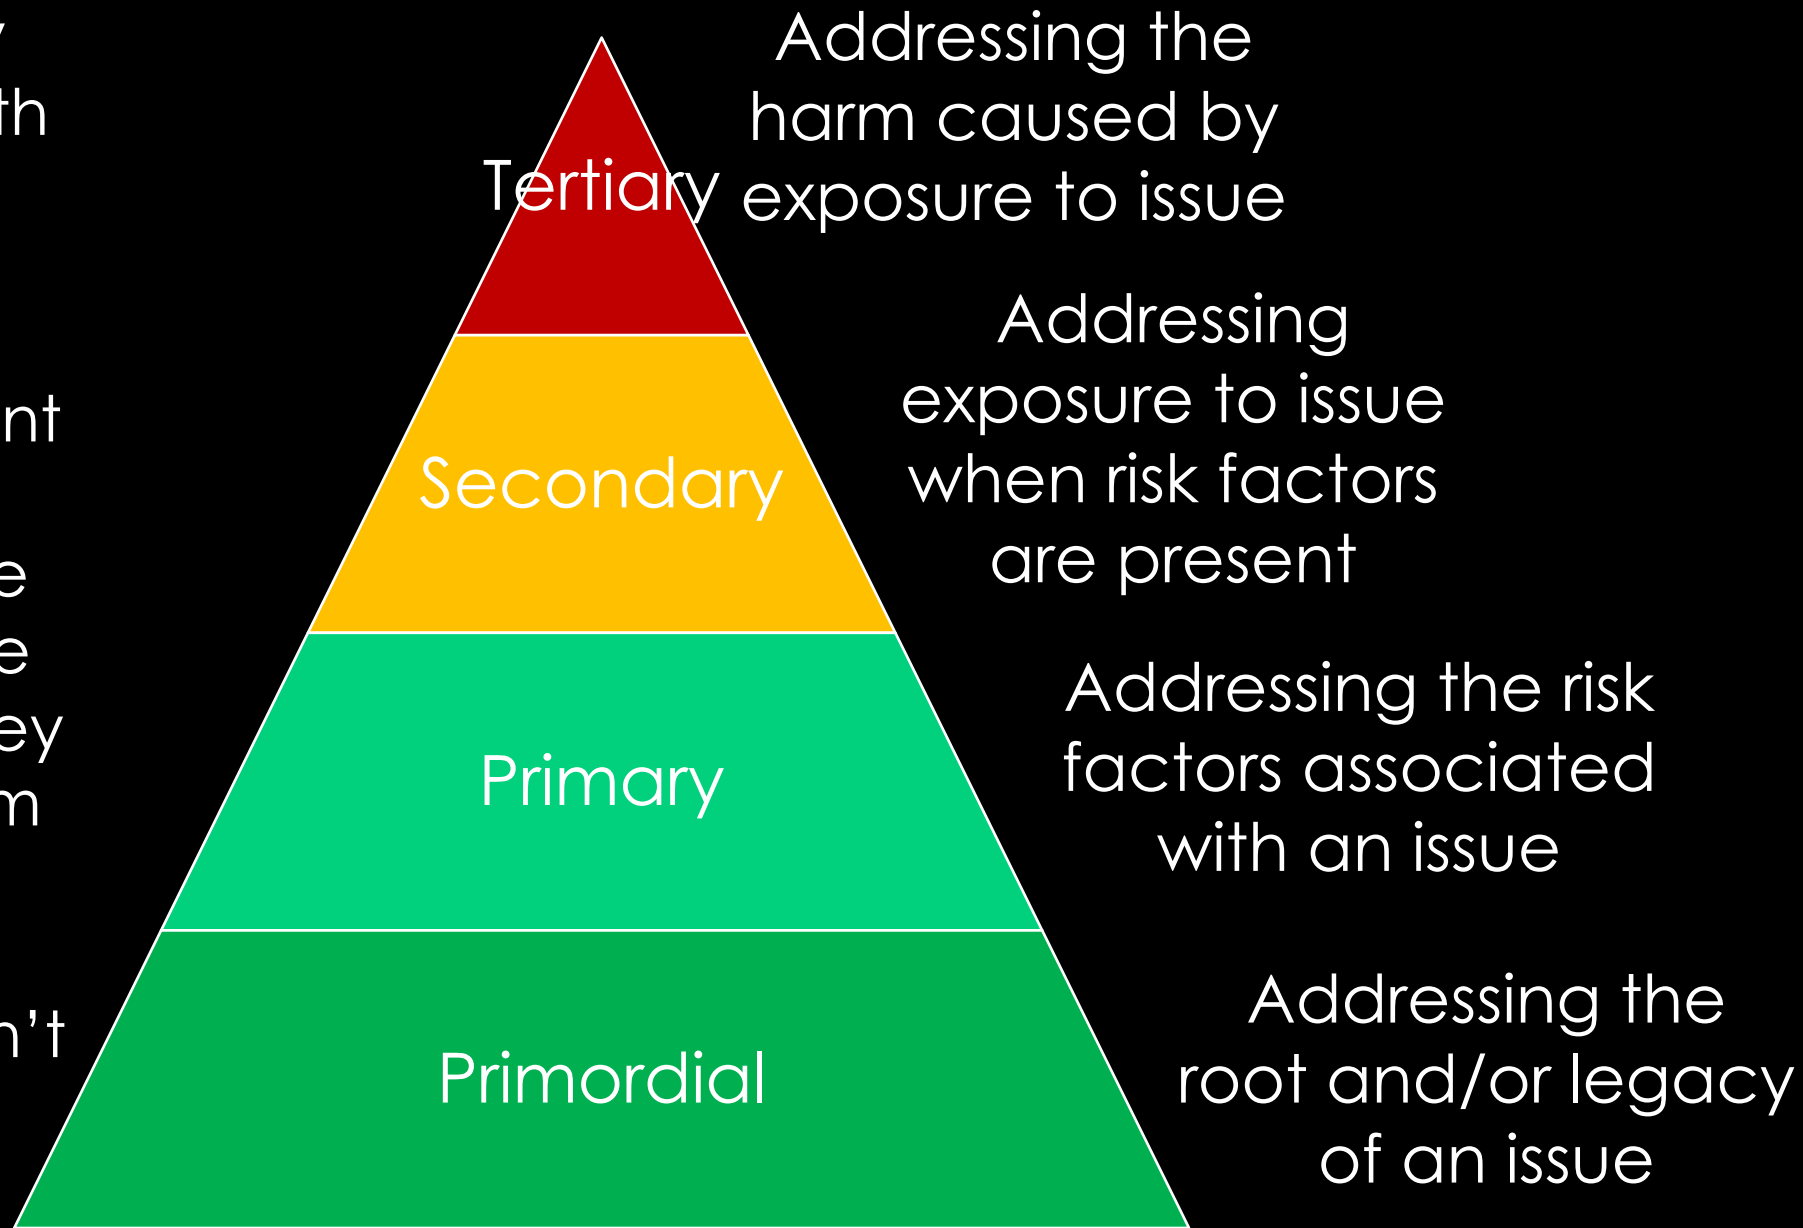 Tertiary
Addressing the
harm caused by
exposure to issue
Secondary
Addressing
exposure to issue
when risk factors
are present
Primary
Addressing the risk
factors associated
with an issue
Primordial
Addressing the
root and/or legacy
of an issue